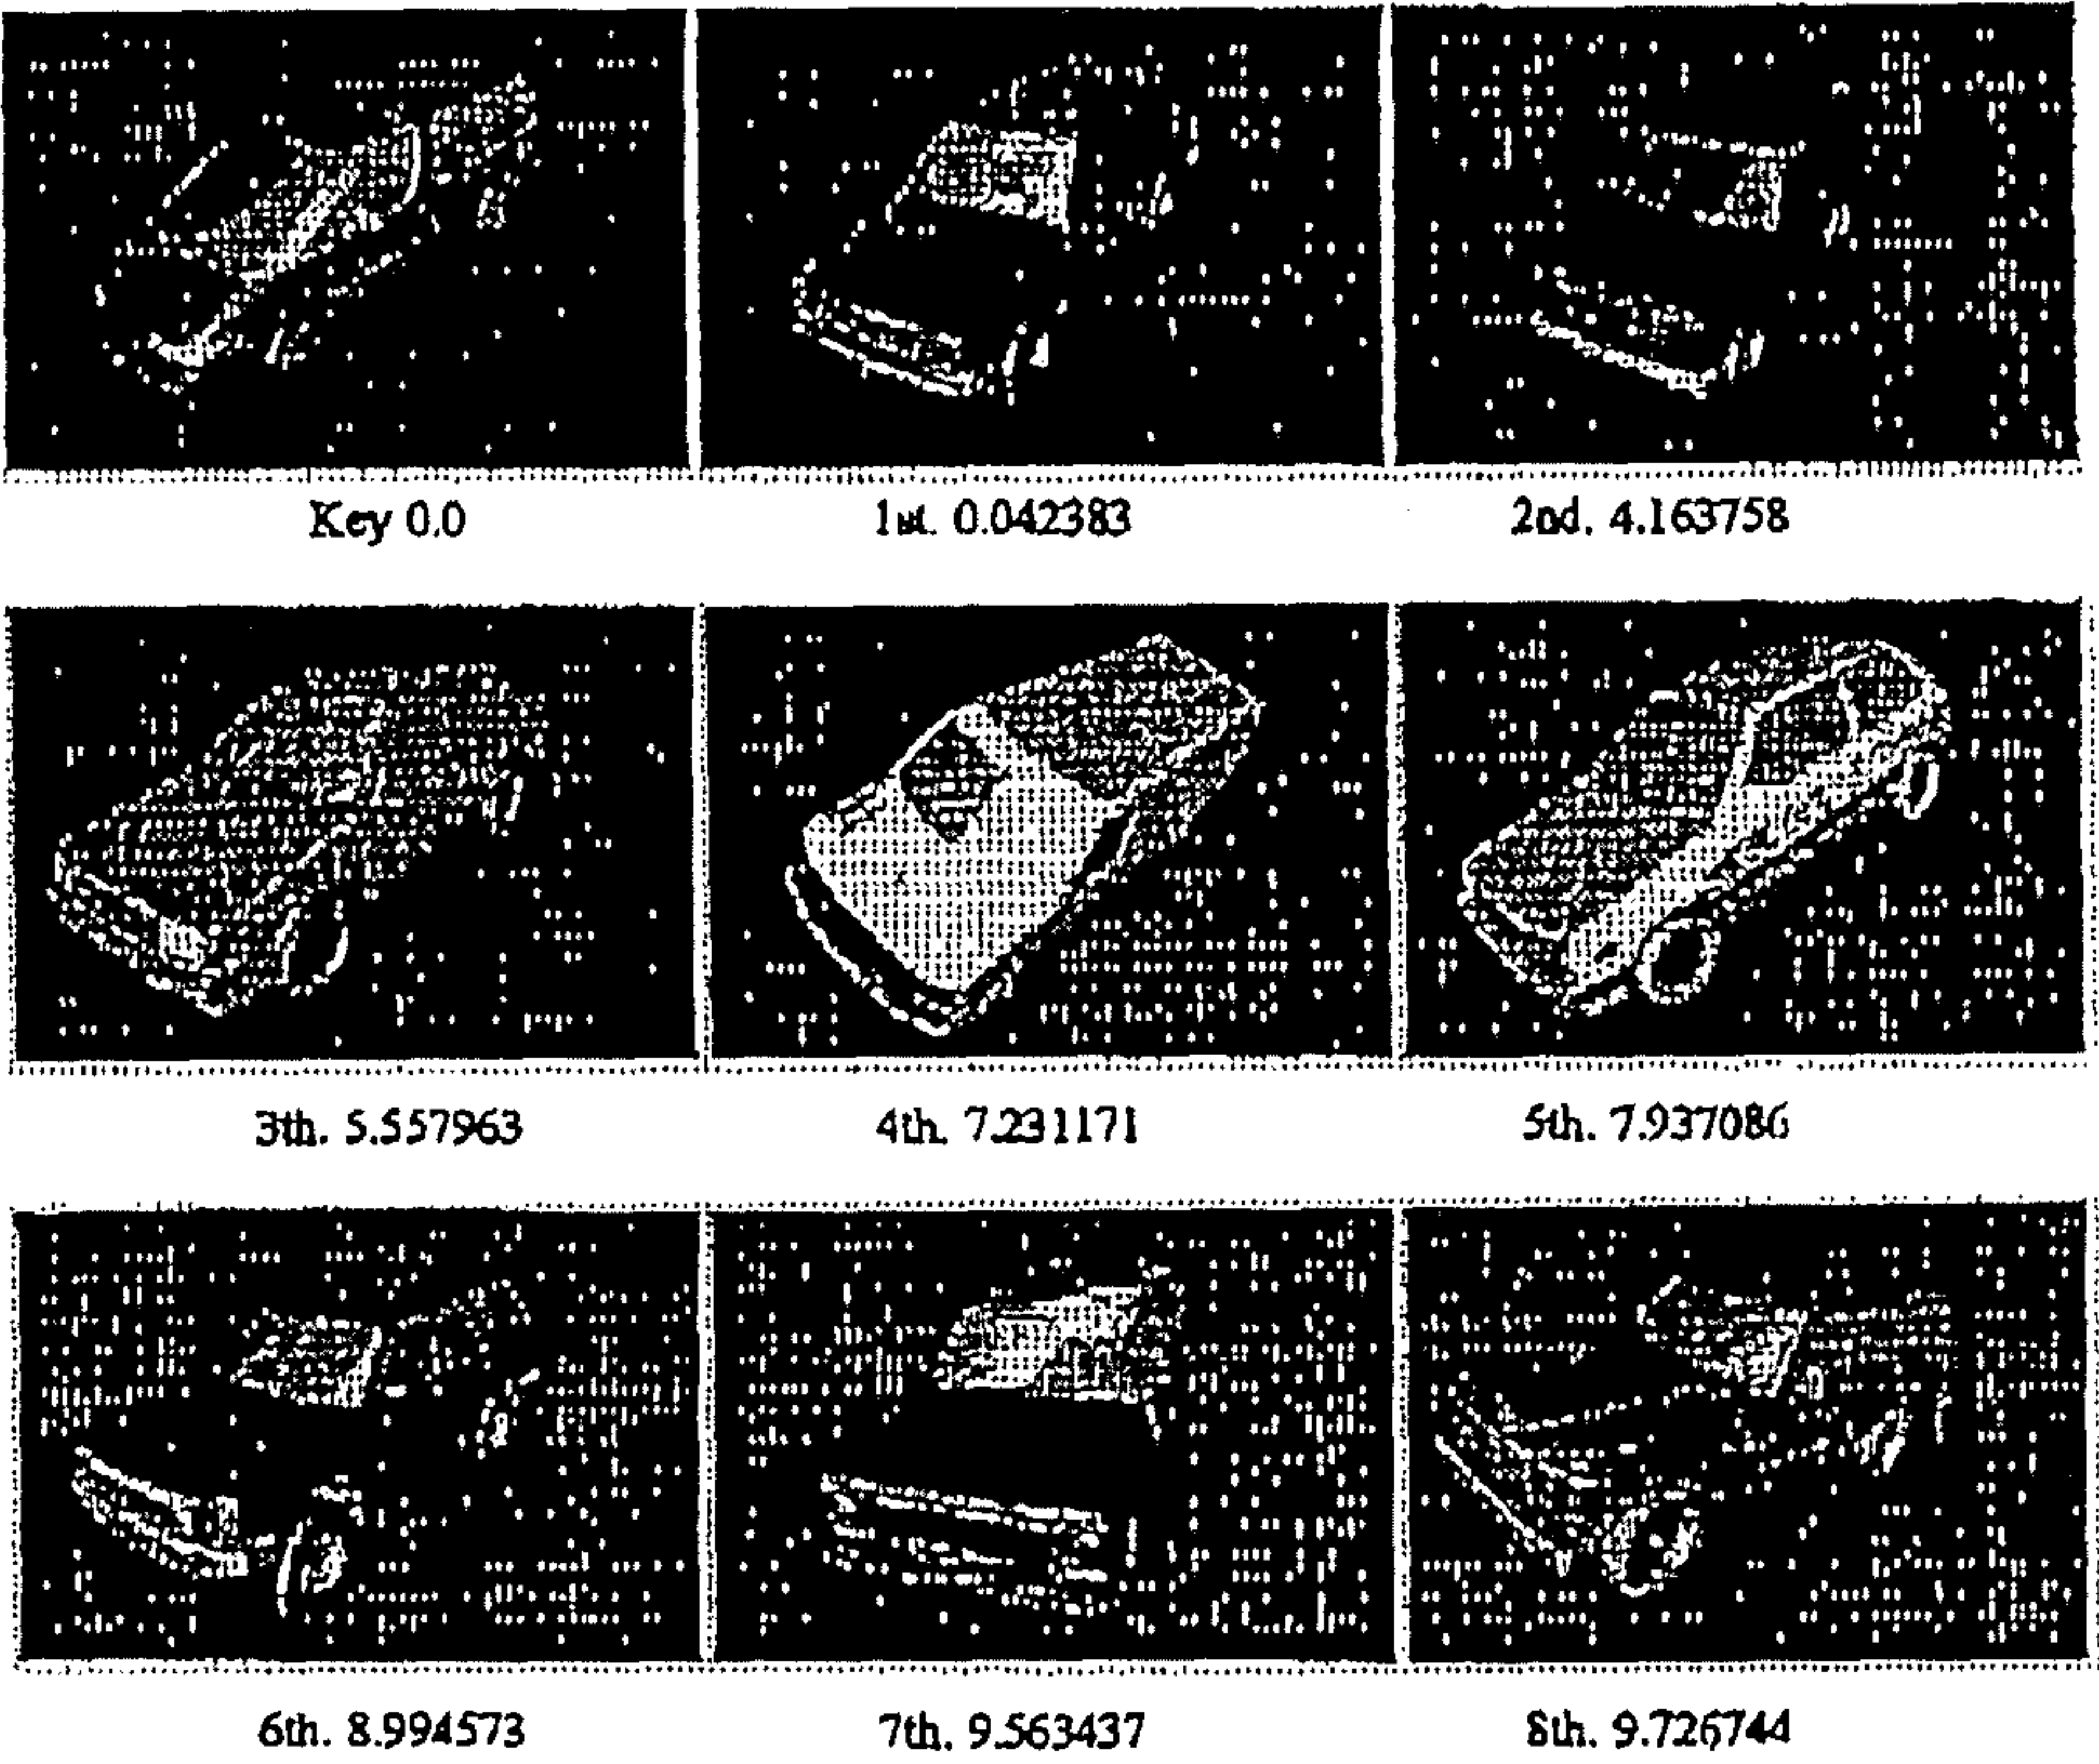 Key 0.0
1st. 0.042383
2nd. 4.163758
3th. 5.557963
4th. 7.231171
5th. 7.937086
6th. 8.994573
7th. 9.563437
8th. 9.726744